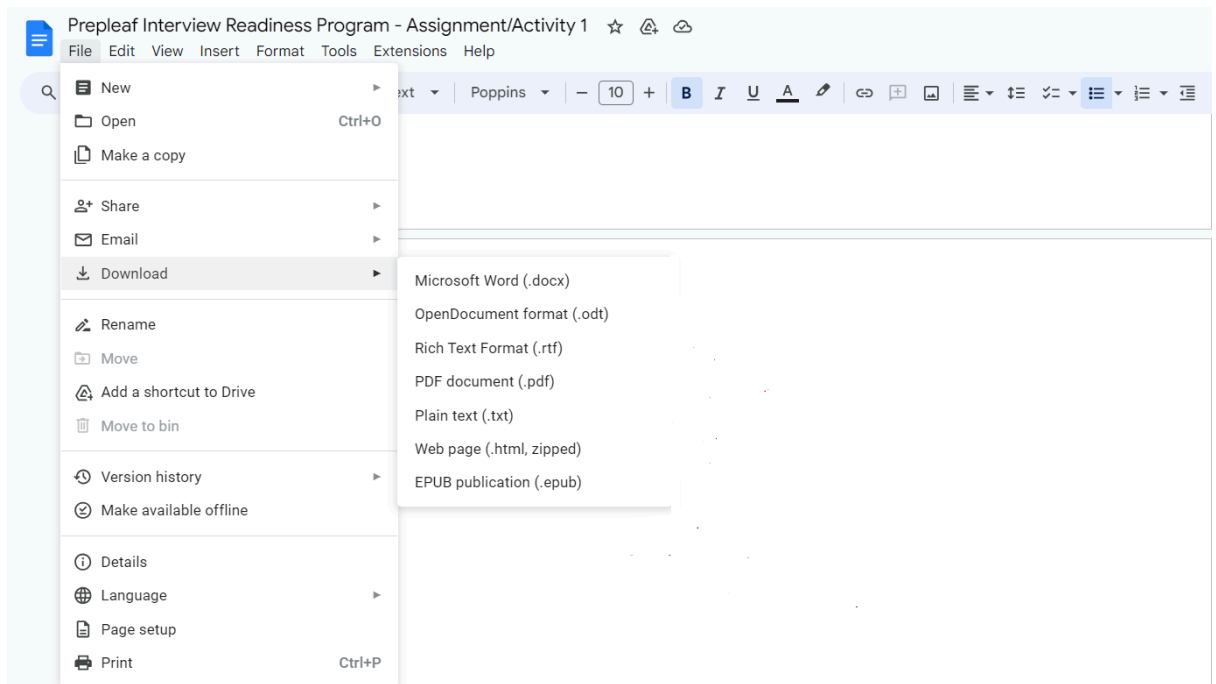 Prepleaf Interview Readiness Program - Assignment/Activity 1
File Edit View Insert Format Tools Extensions Help
ext Poppins 10 B I U A
New
Open Ctrl+O
Make a copy
Share
Email
Download
Microsoft Word (.docx)
OpenDocument format (.odt)
Rich Text Format (.rtf)
PDF document (.pdf)
Plain text (.txt)
Web page (.html, zipped)
EPUB publication (.epub)
Rename
Move
Add a shortcut to Drive
Move to bin
Version history
Make available offline
Details
Language
Page setup
Print Ctrl+P